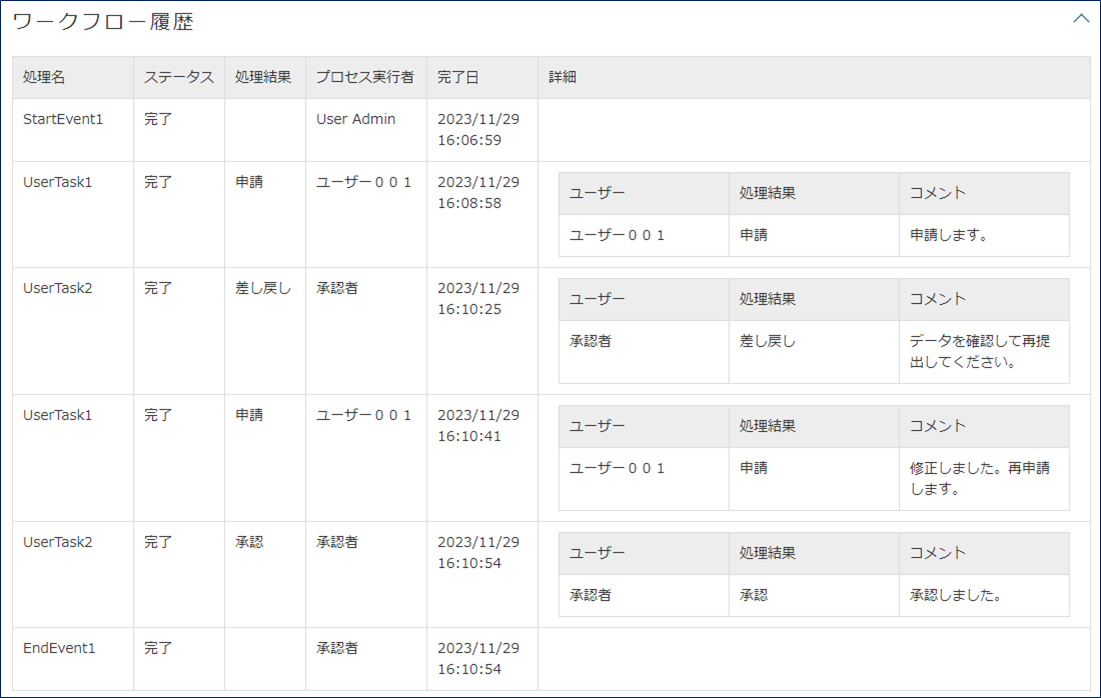 ワークフロー履歴
処理名 ステータス 処理結果 プロセス実行者 完了日 詳細
StartEvent1 完了 User Admin 2023/11/29
16:06:59
UserTask1 完了 申請 ユーザー００１ 2023/11/29
16:08:58
ユーザー 処理結果 コメント
ユーザー００１ 申請 申請します。
UserTask2 完了 差し戻し 承認者 2023/11/29
16:10:25
ユーザー 処理結果 コメント
承認者 差し戻し データを確認して再提
出してください。
UserTask1 完了 申請 ユーザー００１ 2023/11/29
16:10:41
ユーザー 処理結果 コメント
ユーザー００１ 申請 修正しました。再申請
します。
UserTask2 完了 承認 承認者 2023/11/29
16:10:54
ユーザー 処理結果 コメント
承認者 承認 承認しました。
EndEvent1 完了 承認者 2023/11/29
16:10:54